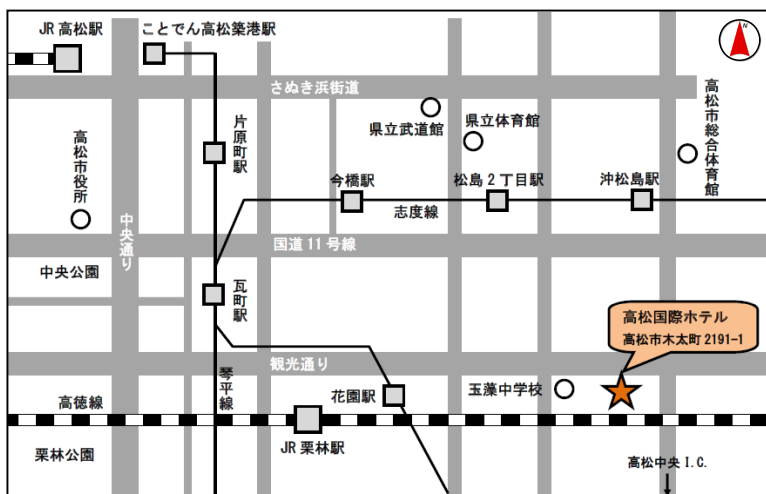 JR 高松駅
ことでん高松築港駅
N
さぬき浜街道
高松市総合体育館
県立武道館
県立体育館
片原町駅
高松市役所
今橋駅
松島２丁目駅
沖松島駅
志度線
中央通り
国道 11 号線
中央公園
瓦町駅
高松国際ホテル
高松市木太町 2191-1
観光通り
琴平線
花園駅
玉藻中学校
高徳線
JR 栗林駅
栗林公園
高松中央 I.C.